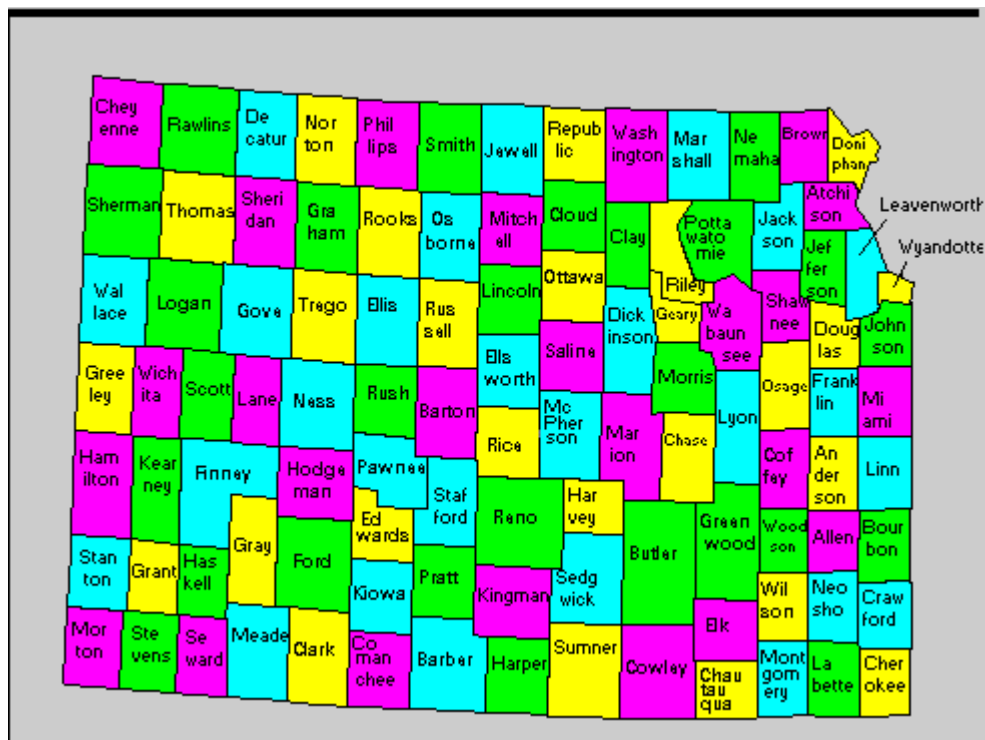 Chey
enne
Rawlins
De
catur
Nor
ton
Phil
lips
Smith
Jewell
Repub
lic
Wash
ington
Mar
shall
Ne
maha
Brown
Doni
phan
Sherman
Thomas
Sheri
dan
Gra
ham
Rooks
Os
borne
Mitch
ell
Cloud
Clay
Riley
Potta
wato
mie
Jack
son
Atchi
son
Jef
fer
son
Leavenworth
Wyandotte
Wal
lace
Logan
Gove
Trego
Ellis
Rus
sell
Lincoln
Ottawa
Saline
Dick
inson
Geary
Wa
baun
see
Shaw
nee
Doug
las
John
son
Gree
ley
Wich
ita
Scott
Lane
Ness
Rush
Barton
Ells
worth
Rice
Mc
Pher
son
Mar
ion
Morris
Chase
Lyon
Osage
Frank
lin
Mi
ami
Ham
ilton
Kear
ney
Finney
Hodge
man
Pawnee
Staf
ford
Ed
wards
Reno
Har
vey
Butler
Green
wood
Cof
fey
An
der
son
Linn
Stan
ton
Grant
Has
kell
Gray
Ford
Kiowa
Pratt
Kingman
Sedg
wick
Elk
Wood
son
Allen
Bour
bon
Wil
son
Neo
sho
Craw
ford
Mor
ton
Ste
vens
Se
ward
Meade
Clark
Co
man
chee
Barber
Harper
Sumner
Cowley
Chau
tau
qua
Mont
gom
ery
La
bette
Cher
okee